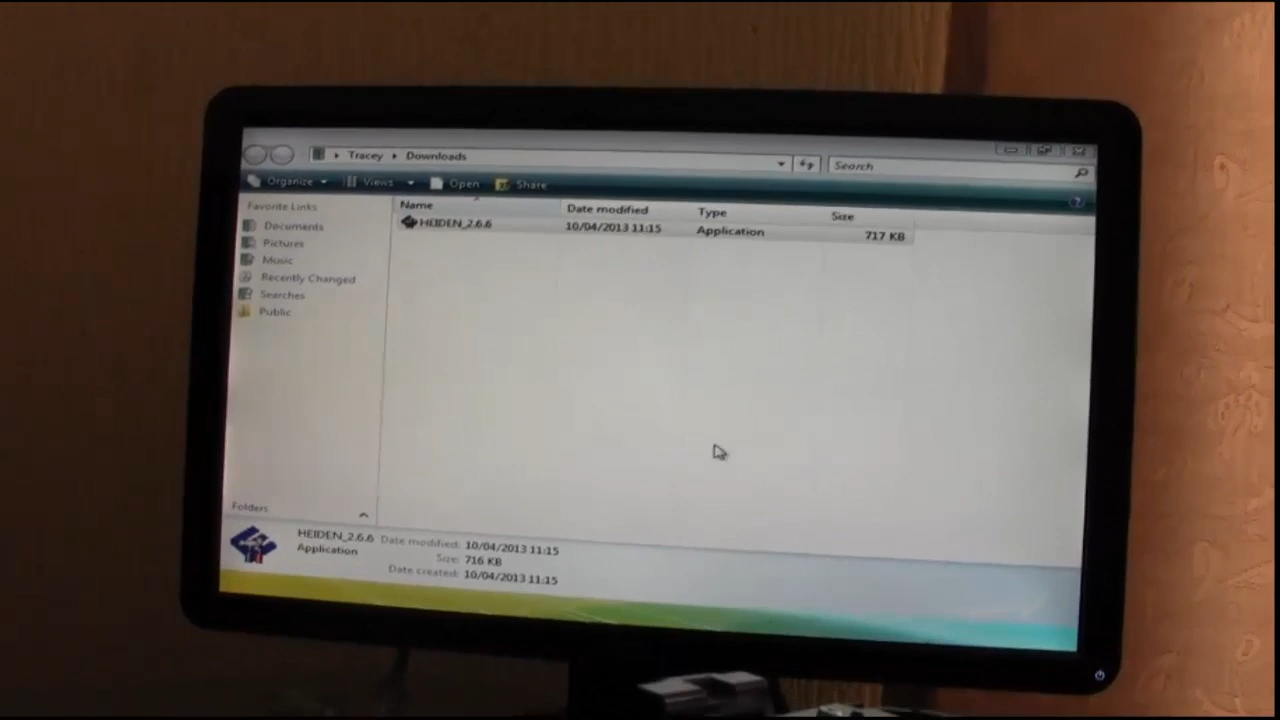 Tracey Downloads Search
Organize Views Open Share
Favorite Links
Documents
Pictures
Music
Recently Changed
Searches
Public
Folders
Name Date modified Type Size
HEIDEN_2.6.6 10/04/2013 11:15 Application 717 KB
HEIDEN_2.6.6 Date modified: 10/04/2013 11:15
Application Size: 716 KB
Date created: 10/04/2013 11:15